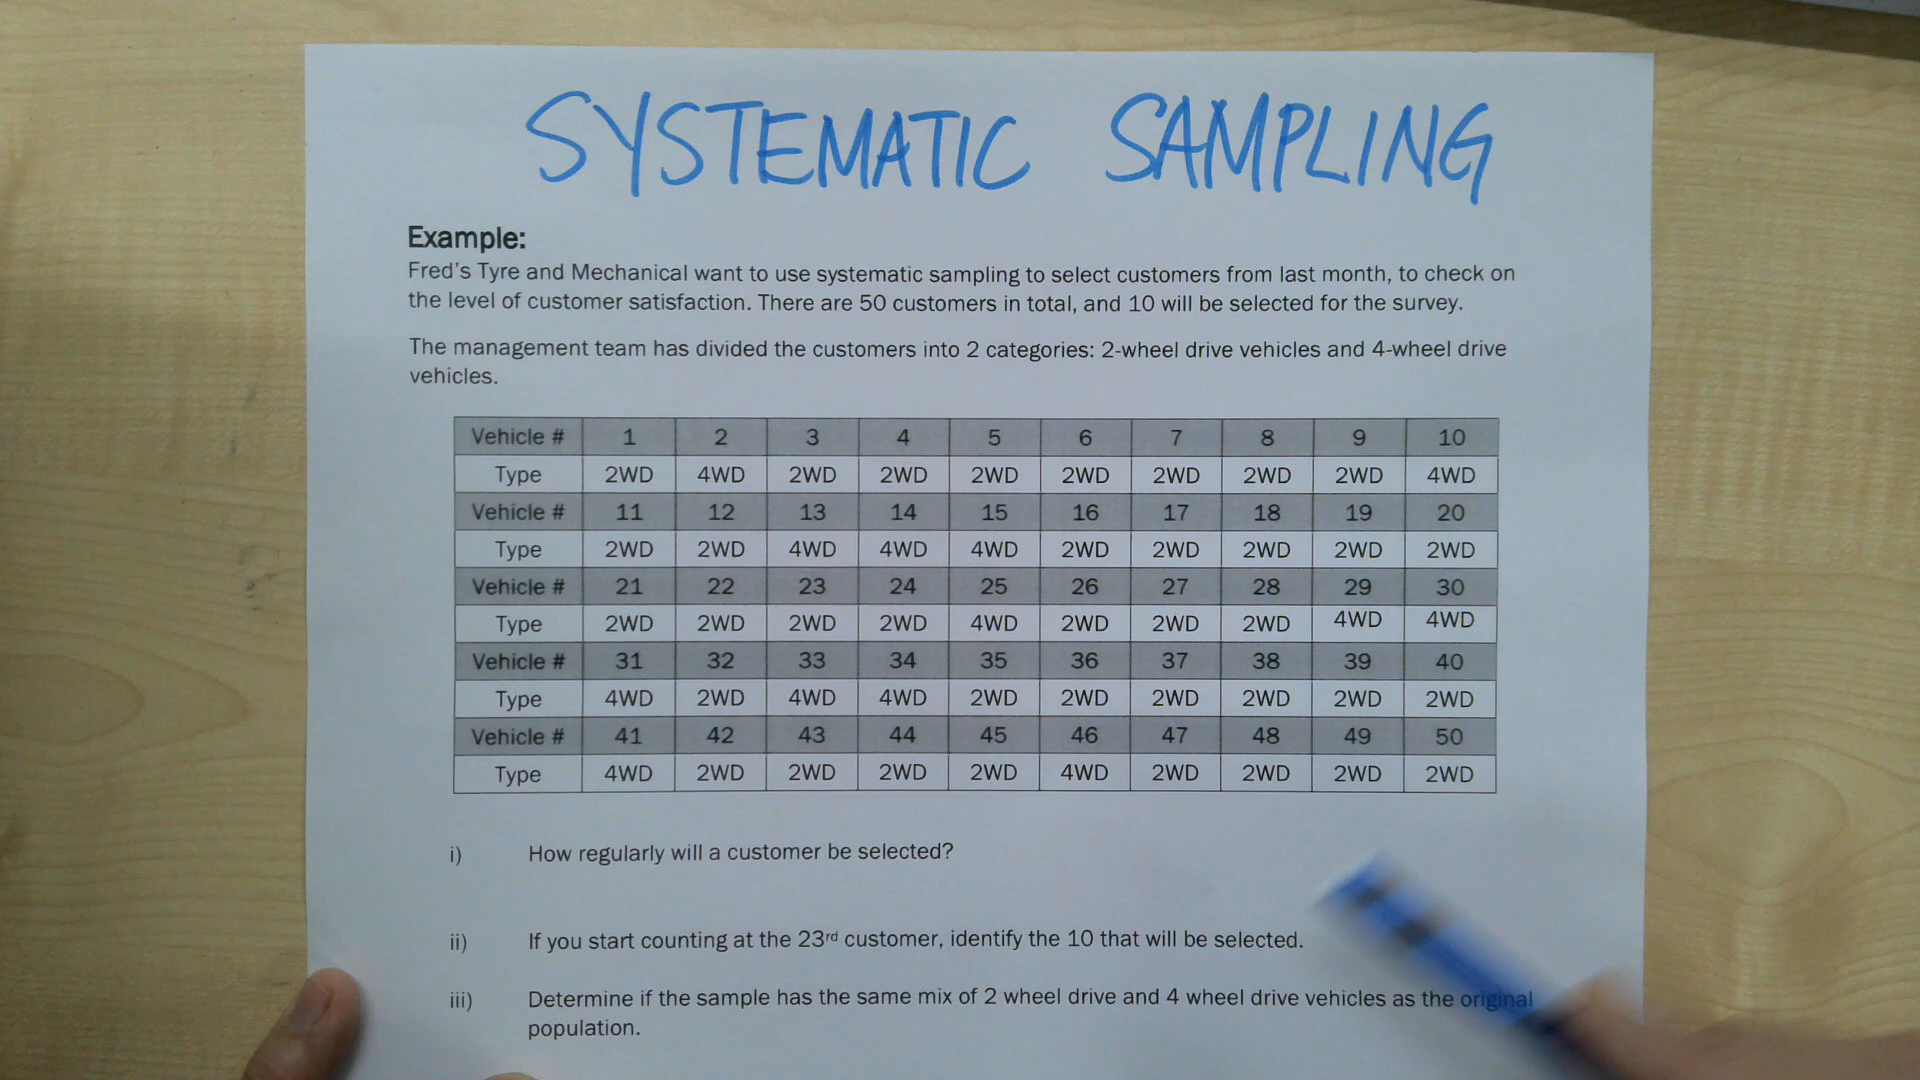 SYSTEMATIC SAMPLING
Example:
Fred's Tyre and Mechanical want to use systematic sampling to select customers from last month, to check on
the level of customer satisfaction. There are 50 customers in total, and 10 will be selected for the survey.
The management team has divided the customers into 2 categories: 2-wheel drive vehicles and 4-wheel drive
vehicles.
Vehicle # 1 2 3 4 5 6 7 8 9 10
Type 2WD 4WD 2WD 2WD 2WD 2WD 2WD 2WD 2WD 4WD
Vehicle # 11 12 13 14 15 16 17 18 19 20
Type 2WD 2WD 4WD 4WD 4WD 2WD 2WD 2WD 2WD 2WD
Vehicle # 21 22 23 24 25 26 27 28 29 30
Type 2WD 2WD 2WD 2WD 4WD 2WD 2WD 2WD 4WD 4WD
Vehicle # 31 32 33 34 35 36 37 38 39 40
Type 4WD 2WD 4WD 4WD 2WD 2WD 2WD 2WD 2WD 2WD
Vehicle # 41 42 43 44 45 46 47 48 49 50
Type 4WD 2WD 2WD 2WD 2WD 4WD 2WD 2WD 2WD 2WD
i) How regularly will a customer be selected?
ii) If you start counting at the 23rd customer, identify the 10 that will be selected.
iii) Determine if the sample has the same mix of 2 wheel drive and 4 wheel drive vehicles as the original
population.